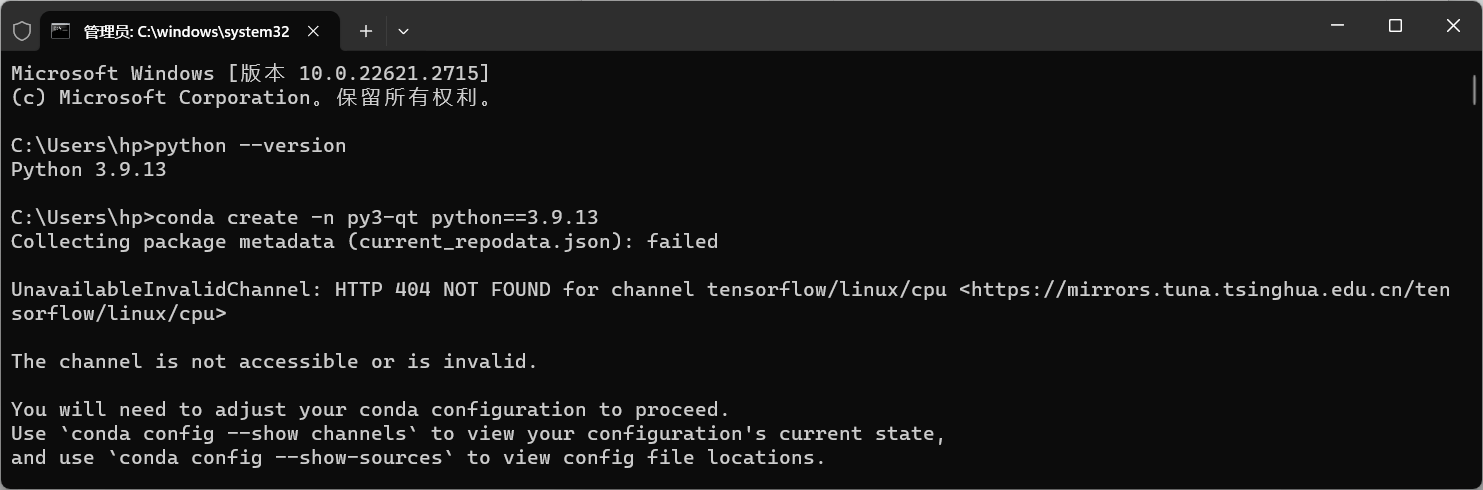 管理员: C:\windows\system32
Microsoft Windows [版本 10.0.22621.2715]
(c) Microsoft Corporation。保留所有权利。
C:\Users\hp>python --version
Python 3.9.13
C:\Users\hp>conda create -n py3-qt python==3.9.13
Collecting package metadata (current_repodata.json): failed
UnavailableInvalidChannel: HTTP 404 NOT FOUND for channel tensorflow/linux/cpu <https://mirrors.tuna.tsinghua.edu.cn/ten
sorflow/linux/cpu>
The channel is not accessible or is invalid.
You will need to adjust your conda configuration to proceed.
Use `conda config --show channels` to view your configuration's current state,
and use `conda config --show-sources` to view config file locations.